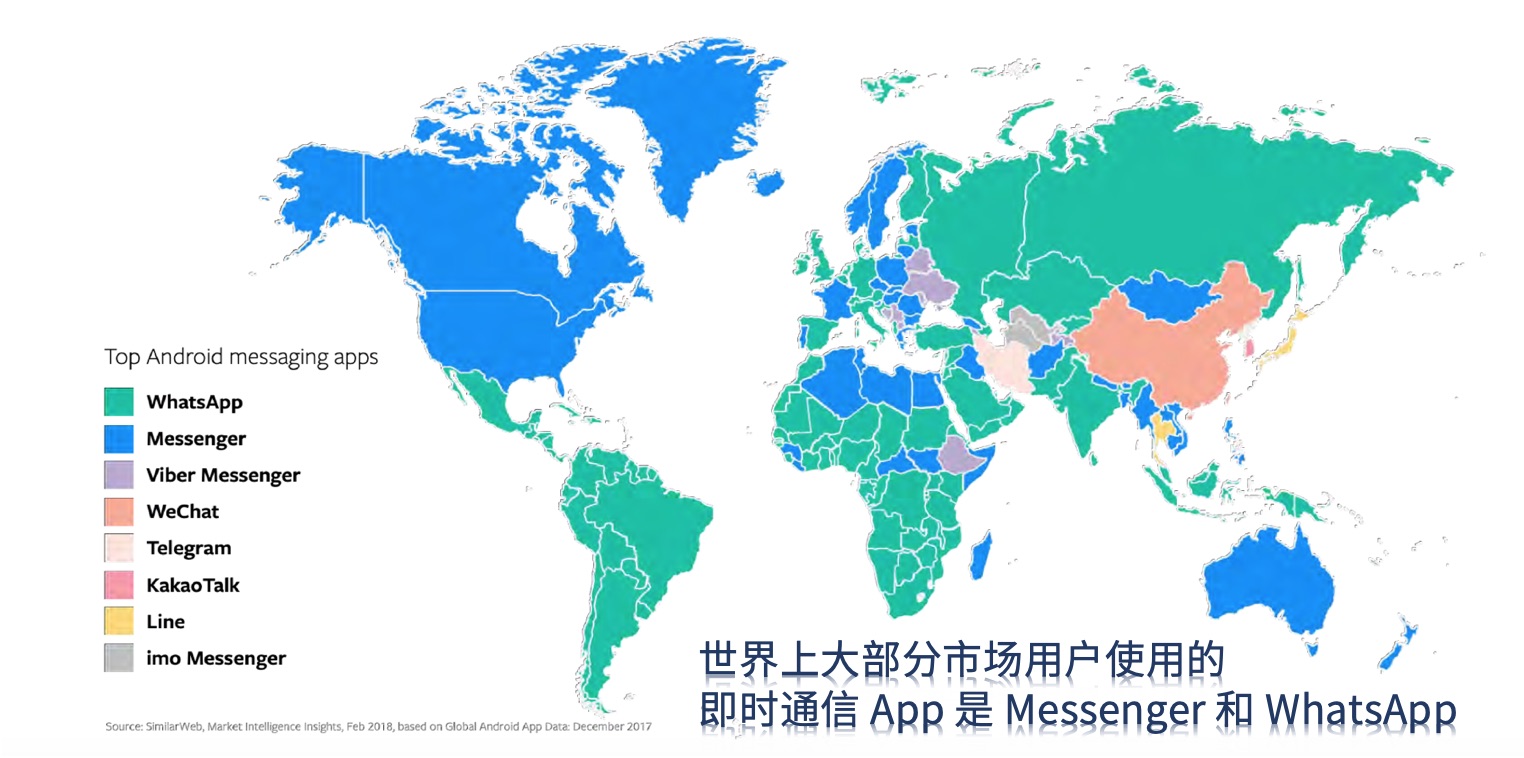 Top Android messaging apps
WhatsApp
Messenger
Viber Messenger
WeChat
Telegram
KakaoTalk
Line
imo Messenger
世界上大部分市场用户使用的
即时通信 App 是 Messenger 和 WhatsApp
Source: SimilarWeb, Market Intelligence Insights, Feb 2018, based on Global Android App Data: December 2017